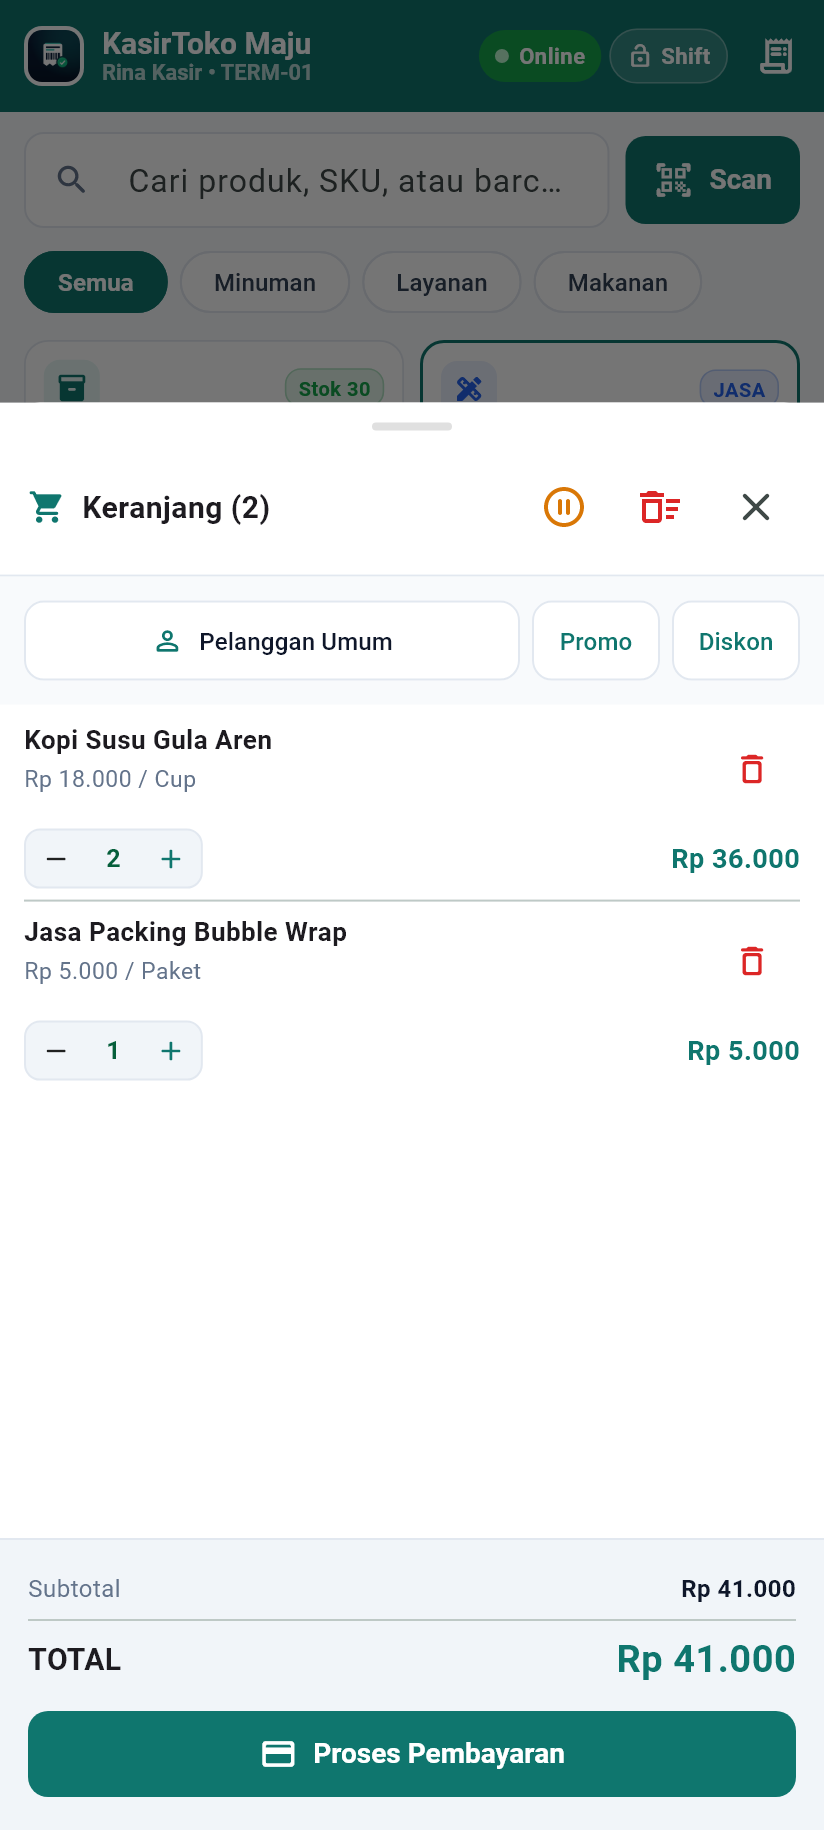 KasirToko Maju
Rina Kasir • TERM-01
Online
Shift
Cari produk, SKU, atau barc...
Scan
Semua
Minuman
Layanan
Makanan
Stok 30
JASA
Keranjang (2)
Pelanggan Umum
Promo
Diskon
Kopi Susu Gula Aren
Rp 18.000 / Cup
2
Rp 36.000
Jasa Packing Bubble Wrap
Rp 5.000 / Paket
1
Rp 5.000
Subtotal
Rp 41.000
TOTAL
Rp 41.000
Proses Pembayaran